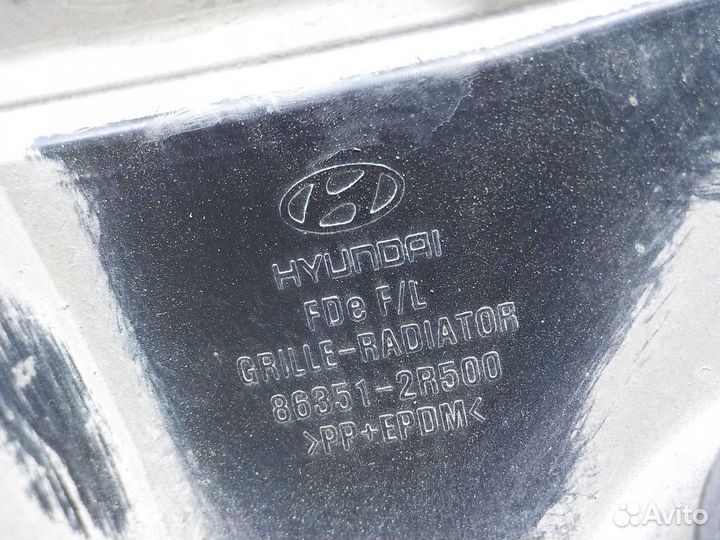 HYUNDAI
FDe F/L
GRILLE-RADIATOR
86351-2R500
>PP+EPDM<
Avito